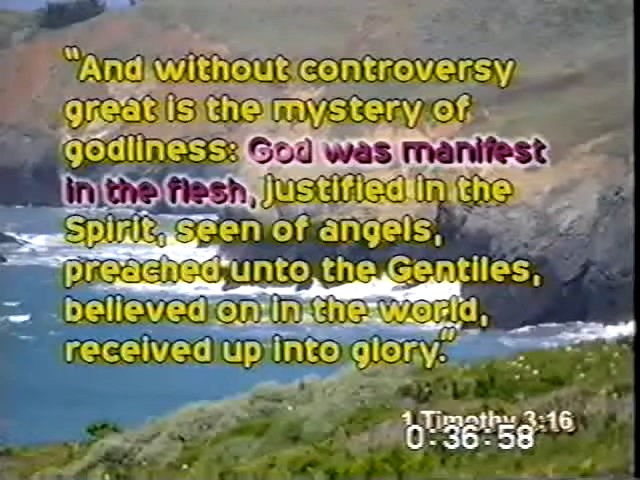 "And without controversy
great is the mystery of
godliness: God was manifest
in the flesh, justified in the
Spirit, seen of angels,
preached unto the Gentiles,
believed on in the world,
received up into glory."
1 Timothy 3:16
0:36:58